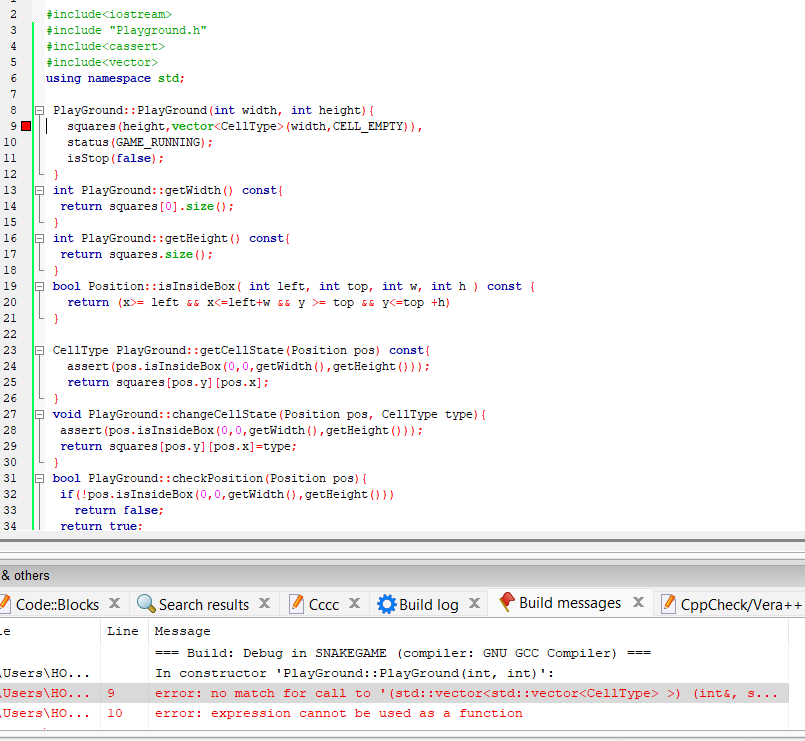 2 #include<iostream>
3 #include "Playground.h"
4 #include<cassert>
5 #include<vector>
6 using namespace std;
7
8 PlayGround::PlayGround(int width, int height){
9 squares(height,vector<CellType>(width,CELL_EMPTY)),
10 status(GAME_RUNNING);
11 isStop(false);
12 }
13 int PlayGround::getWidth() const{
14 return squares[0].size();
15 }
16 int PlayGround::getHeight() const{
17 return squares.size();
18 }
19 bool Position::isInsideBox( int left, int top, int w, int h ) const {
20 return (x>= left && x<=left+w && y >= top && y<=top +h)
21 }
22
23 CellType PlayGround::getCellState(Position pos) const{
24 assert(pos.isInsideBox(0,0,getWidth(),getHeight()));
25 return squares[pos.y][pos.x];
26 }
27 void PlayGround::changeCellState(Position pos, CellType type){
28 assert(pos.isInsideBox(0,0,getWidth(),getHeight()));
29 return squares[pos.y][pos.x]=type;
30 }
31 bool PlayGround::checkPosition(Position pos){
32 if(!pos.isInsideBox(0,0,getWidth(),getHeight()))
33 return false;
34 return true;
& others
Code::Blocks X Search results X Cccc X Build log X Build messages X CppCheck/Vera++
e Line Message
=== Build: Debug in SNAKEGAME (compiler: GNU GCC Compiler) ===
\Users\HO... In constructor 'PlayGround::PlayGround(int, int)':
\Users\HO... 9 error: no match for call to '(std::vector<std::vector<CellType> >) (int&, s...
\Users\HO... 10 error: expression cannot be used as a function